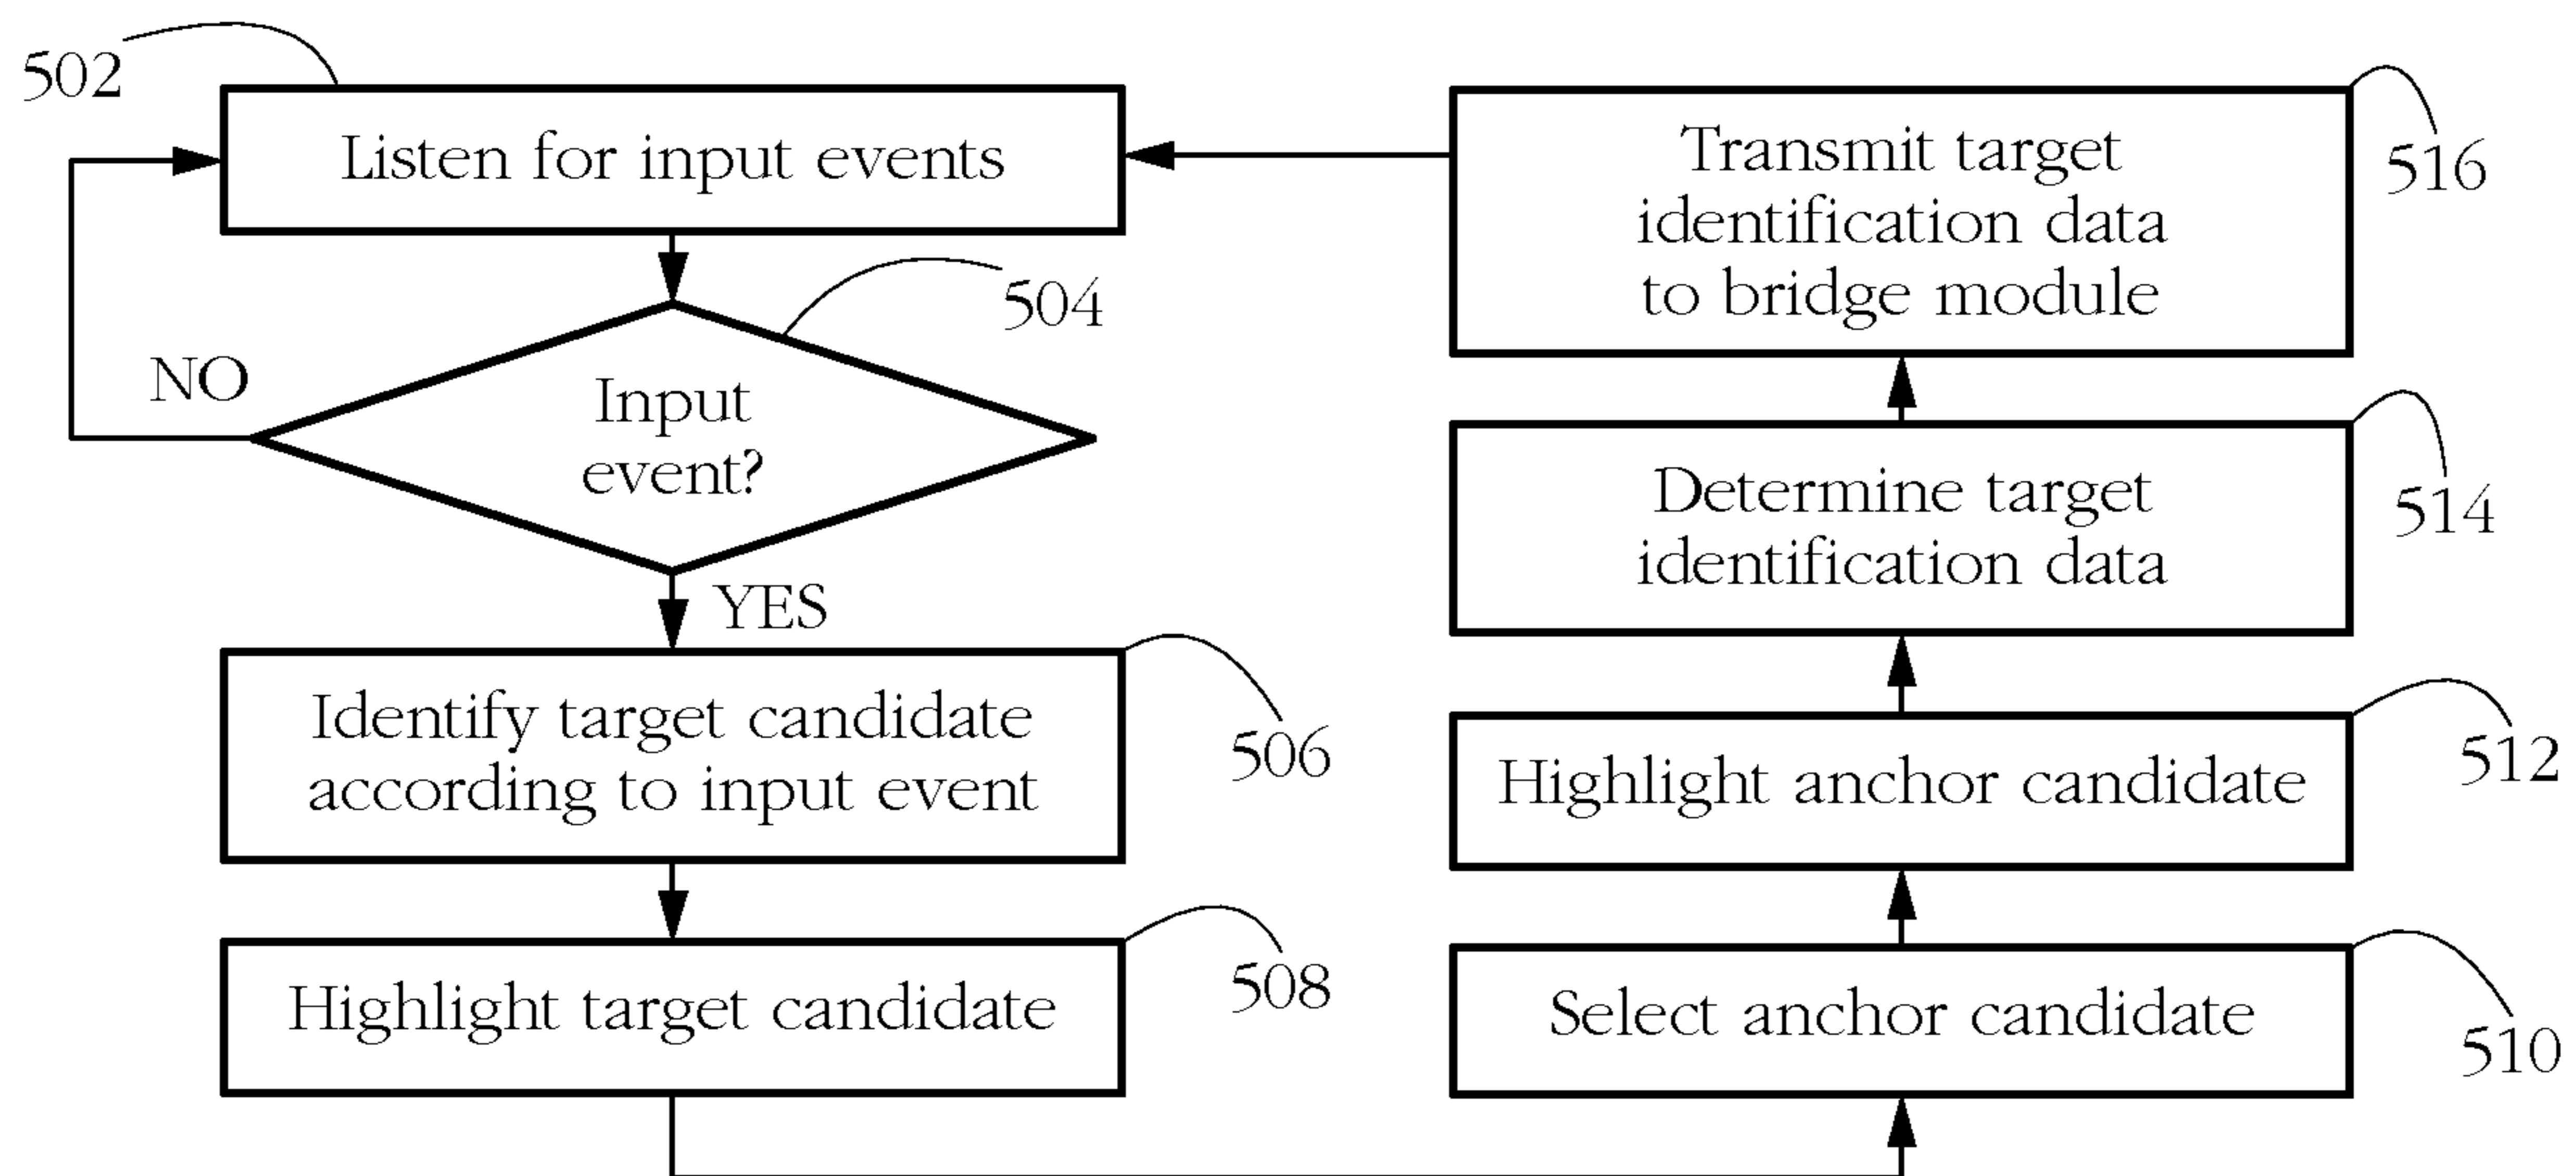 502
Listen for input events
504
Input
event?
NO
YES
Identify target candidate
according to input event
506
Highlight target candidate
508
Transmit target
identification data
to bridge module
516
Determine target
identification data
514
Highlight anchor candidate
512
Select anchor candidate
510